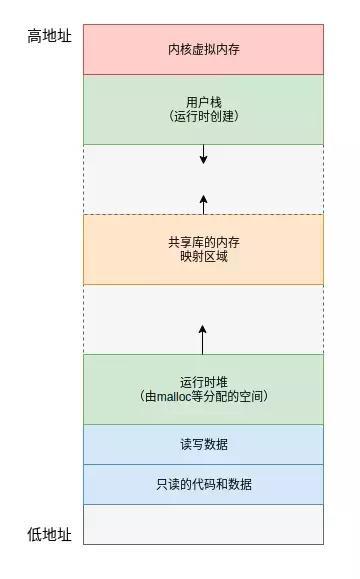 高地址
内核虚拟内存
用户栈
（运行时创建）
共享库的内存
映射区域
运行时堆
（由malloc等分配的空间）
读写数据
只读的代码和数据
低地址